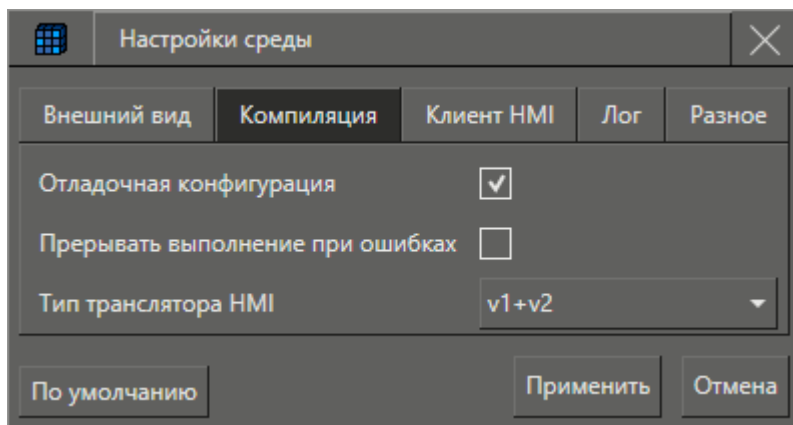 Настройки среды
Внешний вид Компиляция Клиент HMI Лог Разное
Отладочная конфигурация
Прерывать выполнение при ошибках
Тип транслятора HMI v1+v2
По умолчанию Применить Отмена